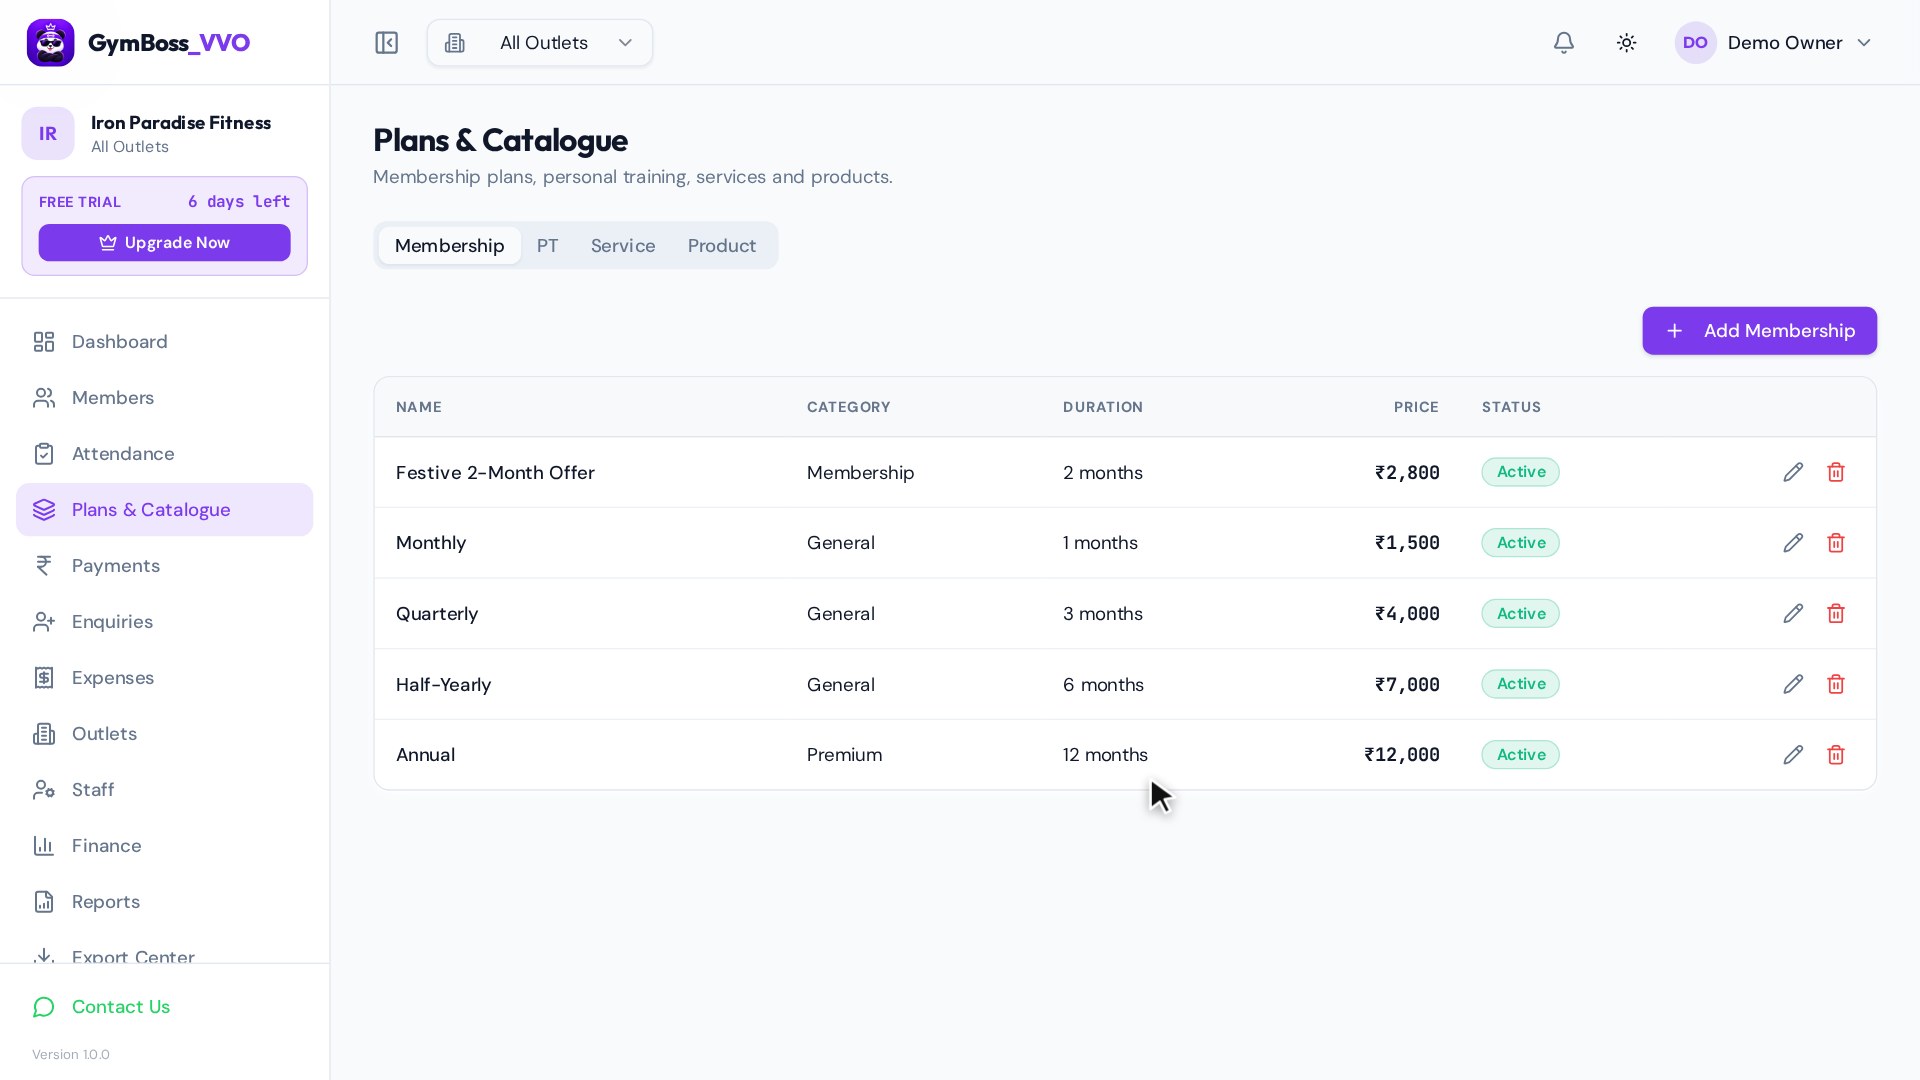 GymBoss_VVO
All Outlets
DO Demo Owner
IR Iron Paradise Fitness
All Outlets
FREE TRIAL 6 days left
Upgrade Now
Dashboard
Members
Attendance
Plans & Catalogue
Payments
Enquiries
Expenses
Outlets
Staff
Finance
Reports
Export Center
Contact Us
Version 1.0.0
Plans & Catalogue
Membership plans, personal training, services and products.
Membership PT Service Product
Add Membership
NAME CATEGORY DURATION PRICE STATUS
Festive 2-Month Offer Membership 2 months ₹2,800 Active
Monthly General 1 months ₹1,500 Active
Quarterly General 3 months ₹4,000 Active
Half-Yearly General 6 months ₹7,000 Active
Annual Premium 12 months ₹12,000 Active